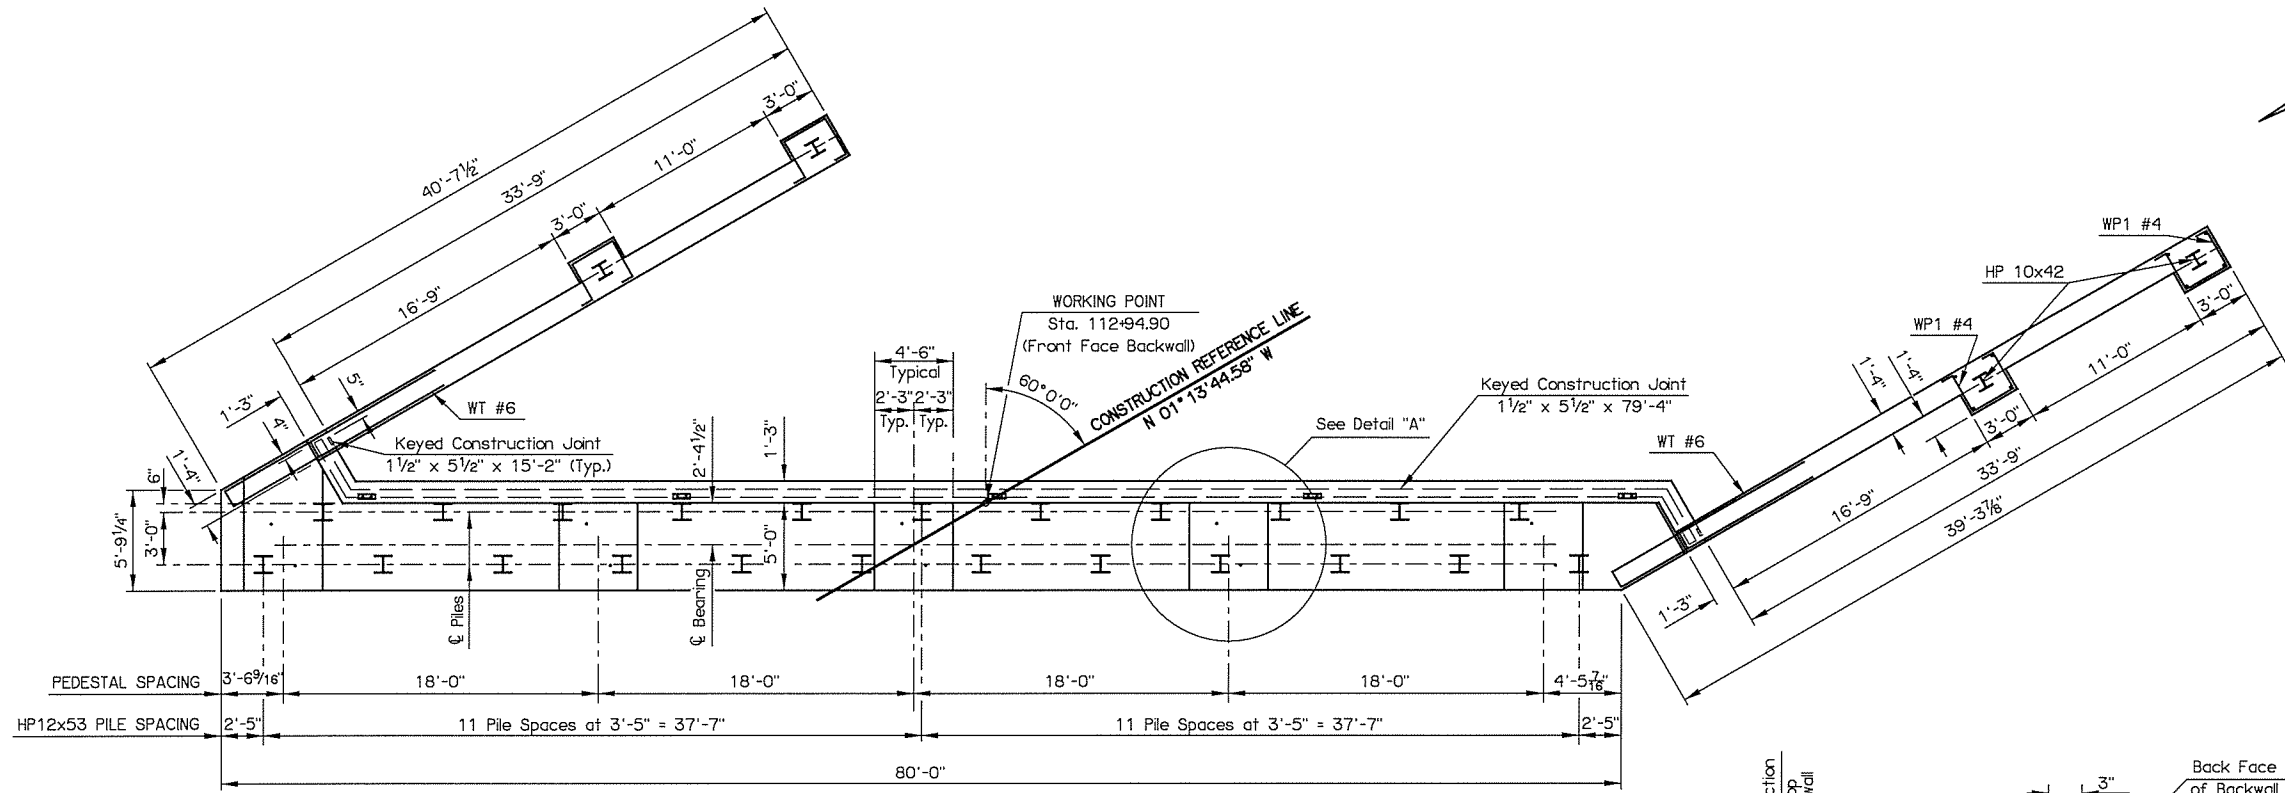 40'-7½"
33'-9"
3'-0"
11'-0"
3'-0"
16'-9"
5"
1'-3"
4"
1'-4"
6"
WT #6
Keyed Construction Joint
1½" x 5½" x 15'-2" (Typ.)
5'-9¼"
3'-0"
℄ Piles
℄ Bearing
2'-4½"
1'-3"
5'-0"
4'-6"
Typical
2'-3" 2'-3"
Typ. Typ.
WORKING POINT
Sta. 112+94.90
(Front Face Backwall)
60°0'0"
CONSTRUCTION REFERENCE LINE
N 01°13'44.58" W
See Detail "A"
Keyed Construction Joint
1½" x 5½" x 79'-4"
WP1 #4
HP 10x42
WP1 #4
WT #6
1'-4"
1'-4"
3'-0"
11'-0"
3'-0"
16'-9"
33'-9"
39'-3⅞"
1'-3"
PEDESTAL SPACING 3'-6 9/16" 18'-0" 18'-0" 18'-0" 18'-0" 4'-5 7/16"
HP12x53 PILE SPACING 2'-5" 11 Pile Spaces at 3'-5" = 37'-7" 11 Pile Spaces at 3'-5" = 37'-7" 2'-5"
80'-0"
3"
Back Face
of Backwall